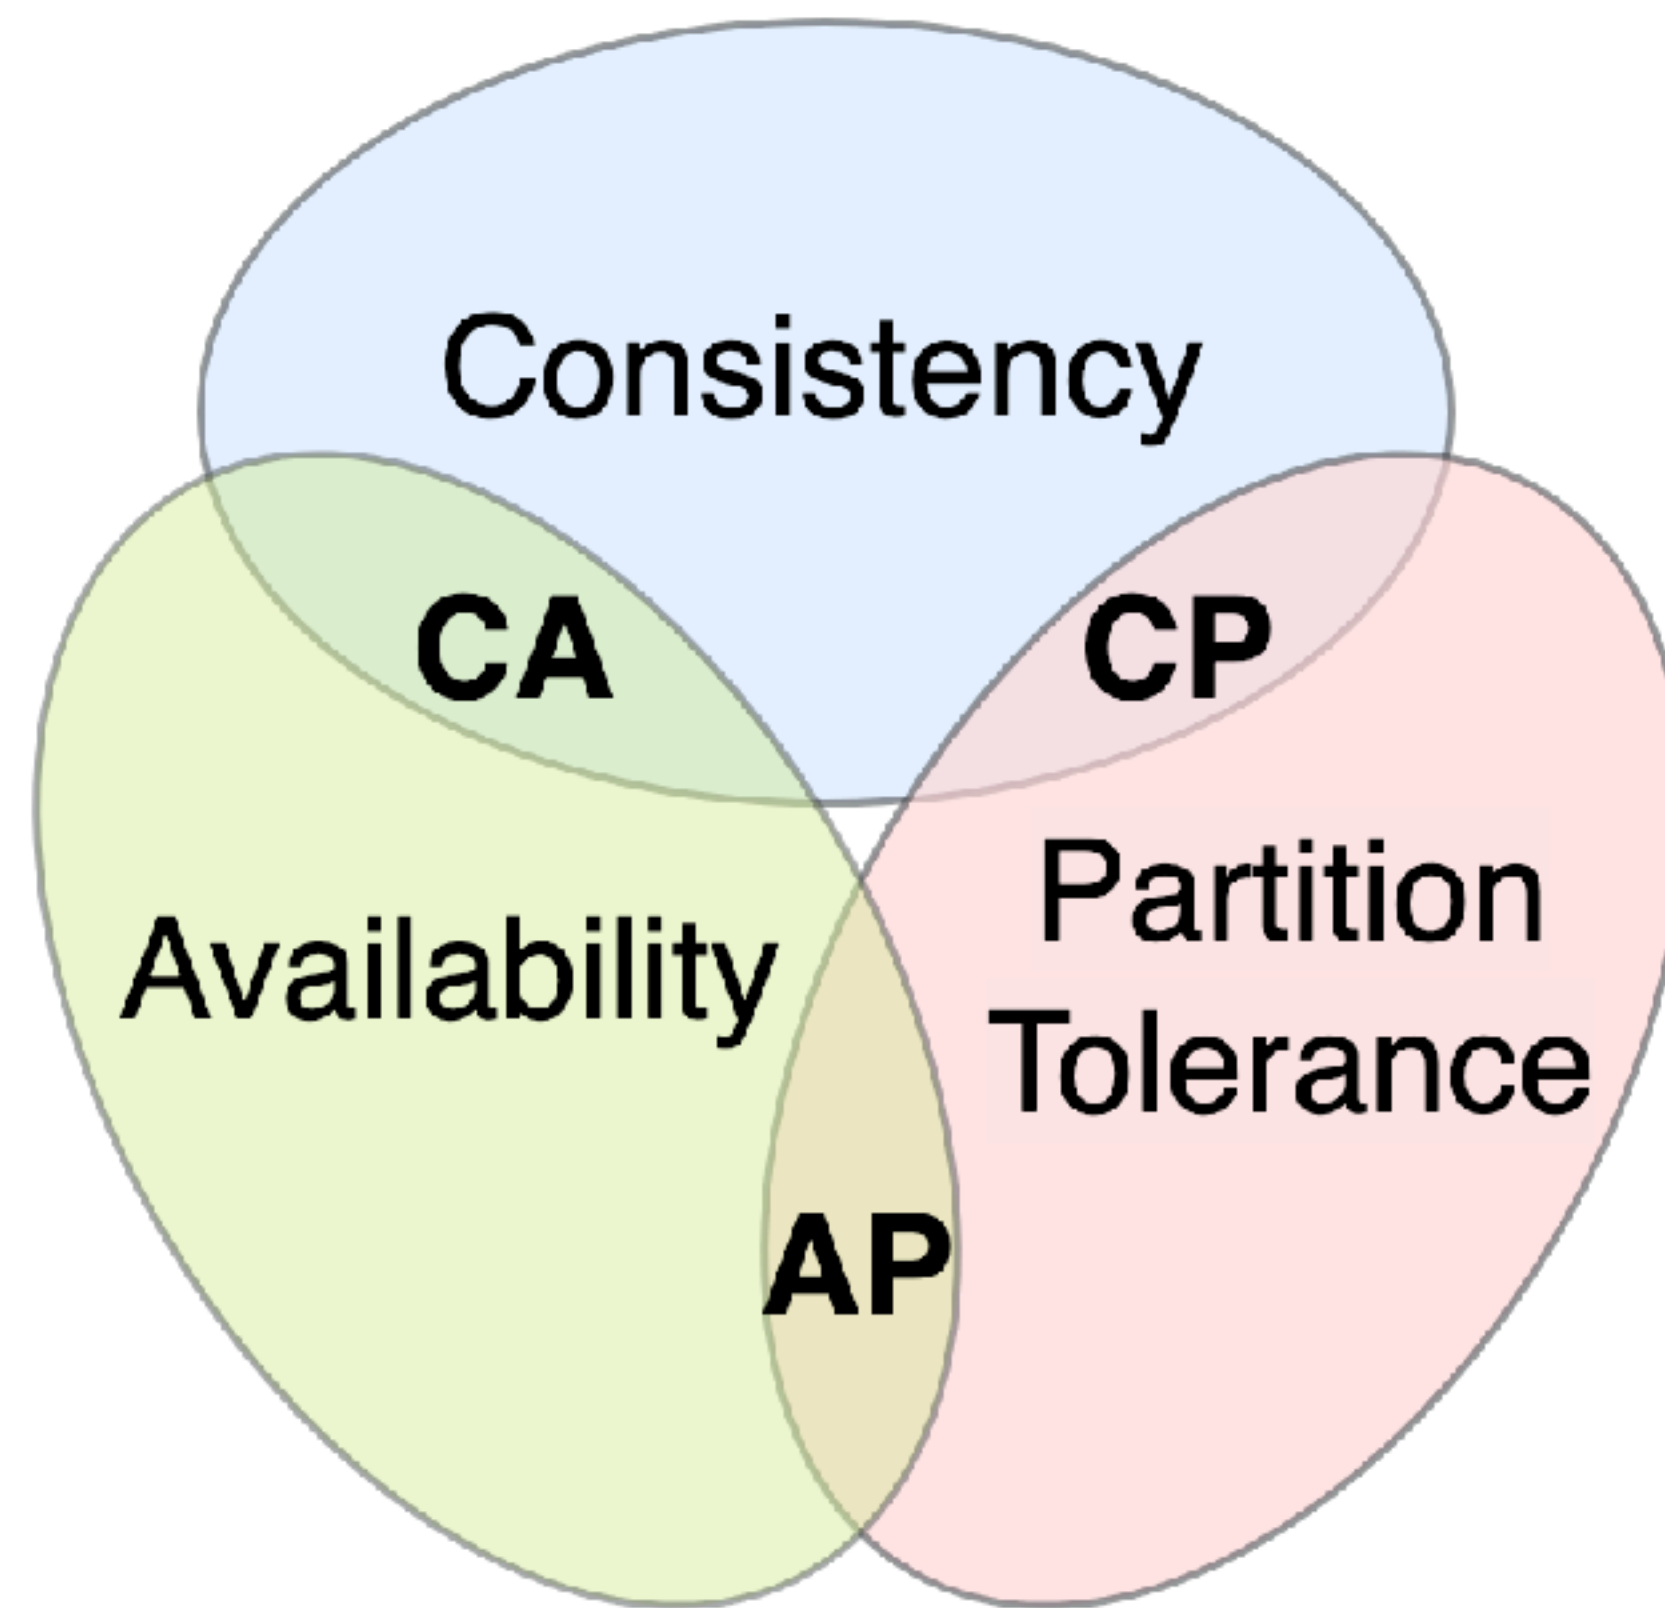 Consistency
CA
CP
Availability
Partition
Tolerance
AP